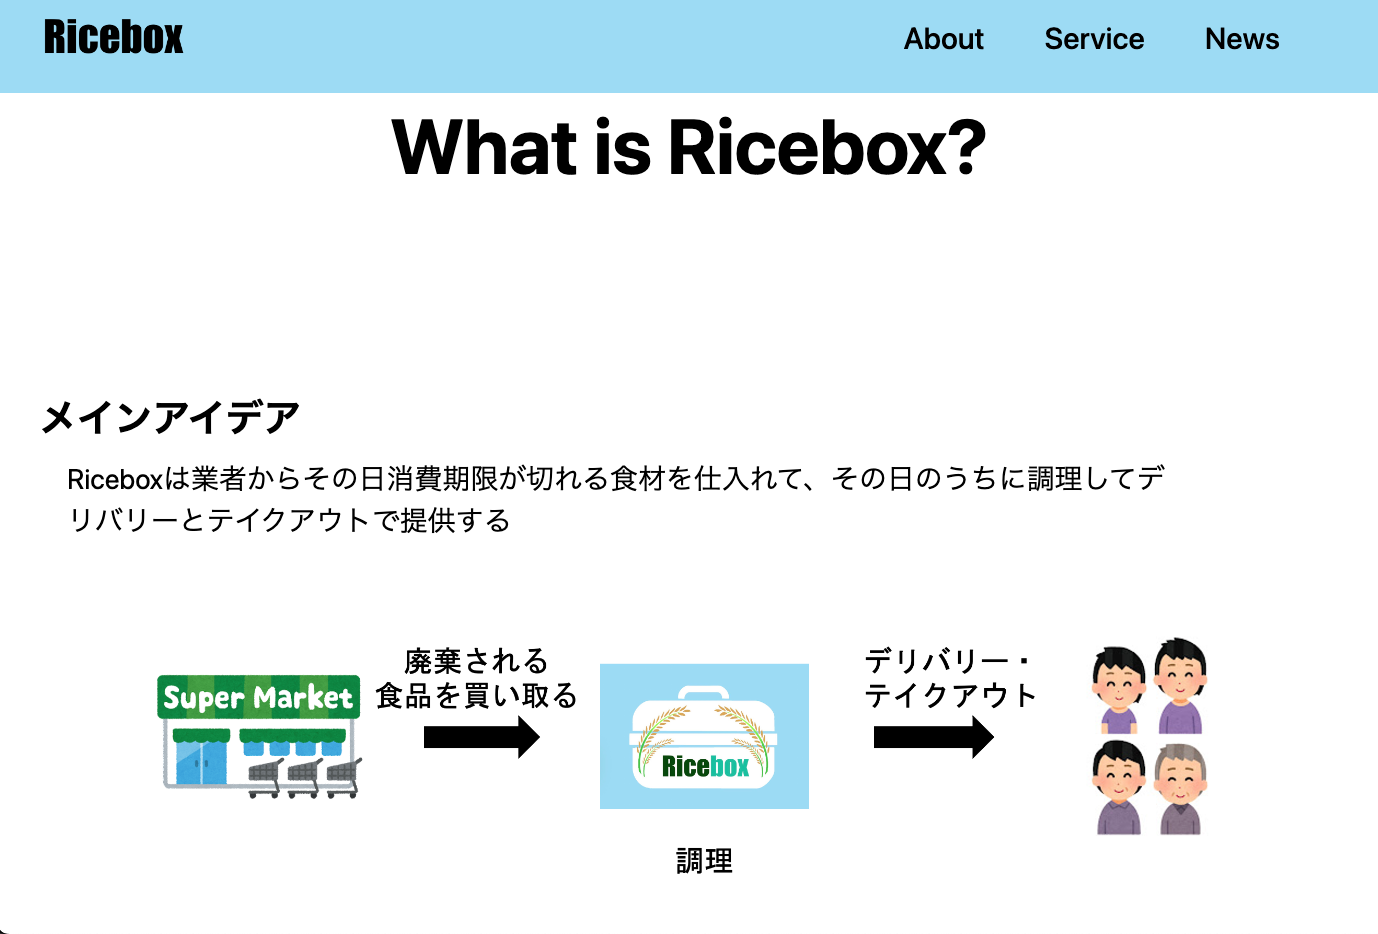 Ricebox
About
Service
News
What is Ricebox?
メインアイデア
Riceboxは業者からその日消費期限が切れる食材を仕入れて、その日のうちに調理してデ
リバリーとテイクアウトで提供する
廃棄される
食品を買い取る
デリバリー・
テイクアウト
Super Market
Ricebox
調理